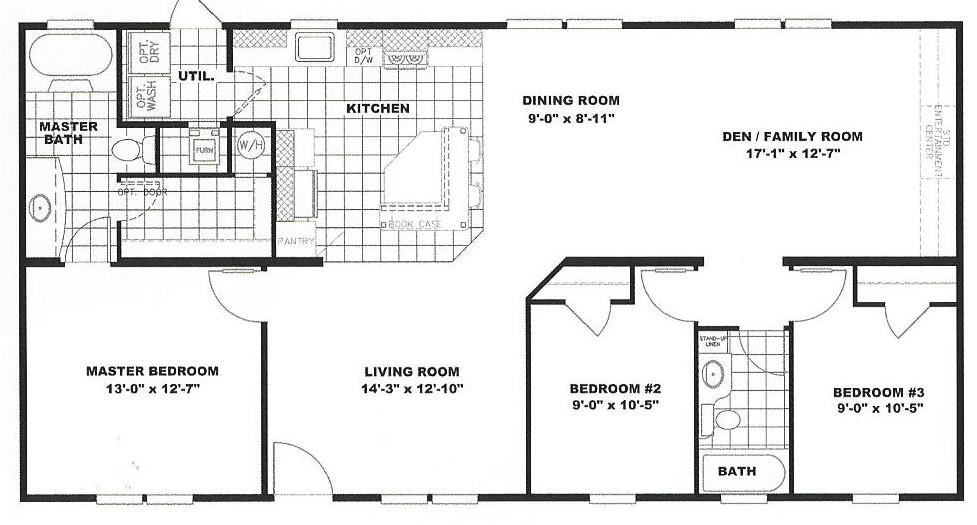 OPT.
DRY
OPT.
WASH
UTIL.
OPT
D/W
KITCHEN
DINING ROOM
9'-0" x 8'-11"
DEN / FAMILY ROOM
17'-1" x 12'-7"
STD.
ENTERTAINMENT
CENTER
MASTER
BATH
FURN
W/H
OPT. DOOR
BOOK CASE
PANTRY
MASTER BEDROOM
13'-0" x 12'-7"
LIVING ROOM
14'-3" x 12'-10"
STAND-UP
LINEN
BEDROOM #2
9'-0" x 10'-5"
BEDROOM #3
9'-0" x 10'-5"
BATH